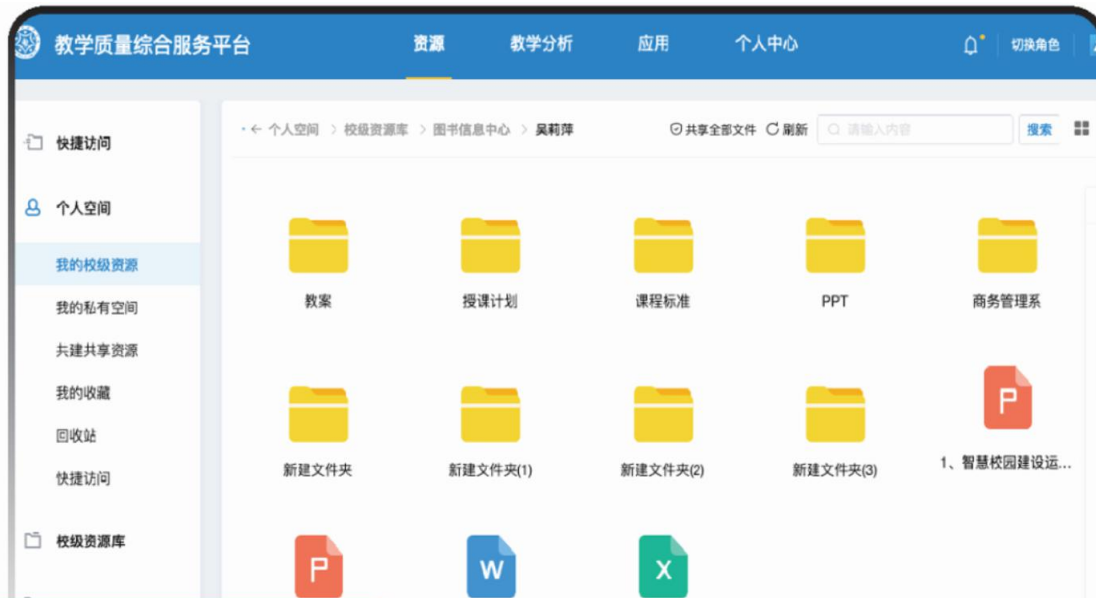 教学质量综合服务平台 资源 教学分析 应用 个人中心 切换角色
快捷访问
个人空间
我的校级资源
我的私有空间
共建共享资源
我的收藏
回收站
快捷访问
校级资源库
个人空间 > 校级资源库 > 图书信息中心 > 吴莉萍 共享全部文件 刷新 请输入内容 搜索
教案 授课计划 课程标准 PPT 商务管理系
P
新建文件夹 新建文件夹(1) 新建文件夹(2) 新建文件夹(3) 1、智慧校园建设运...
P W X